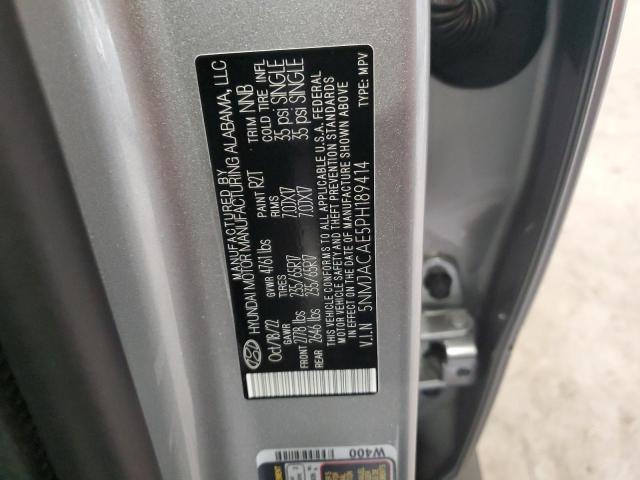 MANUFACTURED BY
HYUNDAI MOTOR MANUFACTURING ALABAMA, LLC
Oct/18/22 GVWR 4761 lbs PAINT R2T TRIM NNB
GAWR TIRES RIMS COLD TIRE INFL
FRONT 2778 lbs 235/65R17 7.0JX17 35 psi SINGLE
REAR 2646 lbs 235/65R17 7.0JX17 35 psi SINGLE
THIS VEHICLE CONFORMS TO ALL APPLICABLE U.S.A. FEDERAL
MOTOR VEHICLE SAFETY AND THEFT PREVENTION STANDARDS
IN EFFECT ON THE DATE OF MANUFACTURE SHOWN ABOVE
V.I.N 5NMDACAE5PH189414 TYPE: MPV
W400